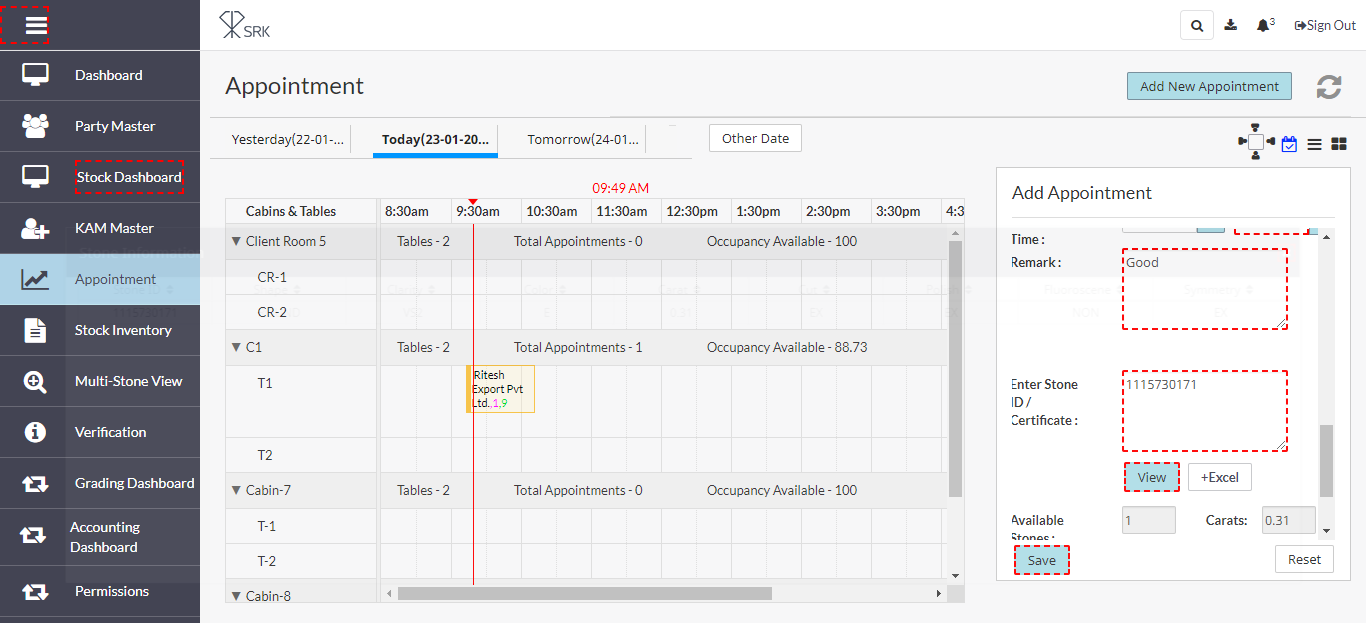 SRK
3
Sign Out
Dashboard
Party Master
Stock Dashboard
KAM Master
Appointment
Stock Inventory
Multi-Stone View
Verification
Grading Dashboard
Accounting
Dashboard
Permissions
Appointment
Add New Appointment
Yesterday(22-01-...
Today(23-01-20...
Tomorrow(24-01...
Other Date
09:49 AM
Cabins & Tables 8:30am 9:30am 10:30am 11:30am 12:30pm 1:30pm 2:30pm 3:30pm 4:3
Client Room 5 Tables - 2 Total Appointments - 0 Occupancy Available - 100
CR-1
CR-2
C1 Tables - 2 Total Appointments - 1 Occupancy Available - 88.73
T1
Ritesh
Export Pvt
Ltd.,1,9
T2
Cabin-7 Tables - 2 Total Appointments - 0 Occupancy Available - 100
T-1
T-2
Cabin-8
Add Appointment
Time :
Remark : Good
Enter Stone
ID /
Certificate :
1115730171
View +Excel
Available
Stones :
1
Carats: 0.31
Save Reset